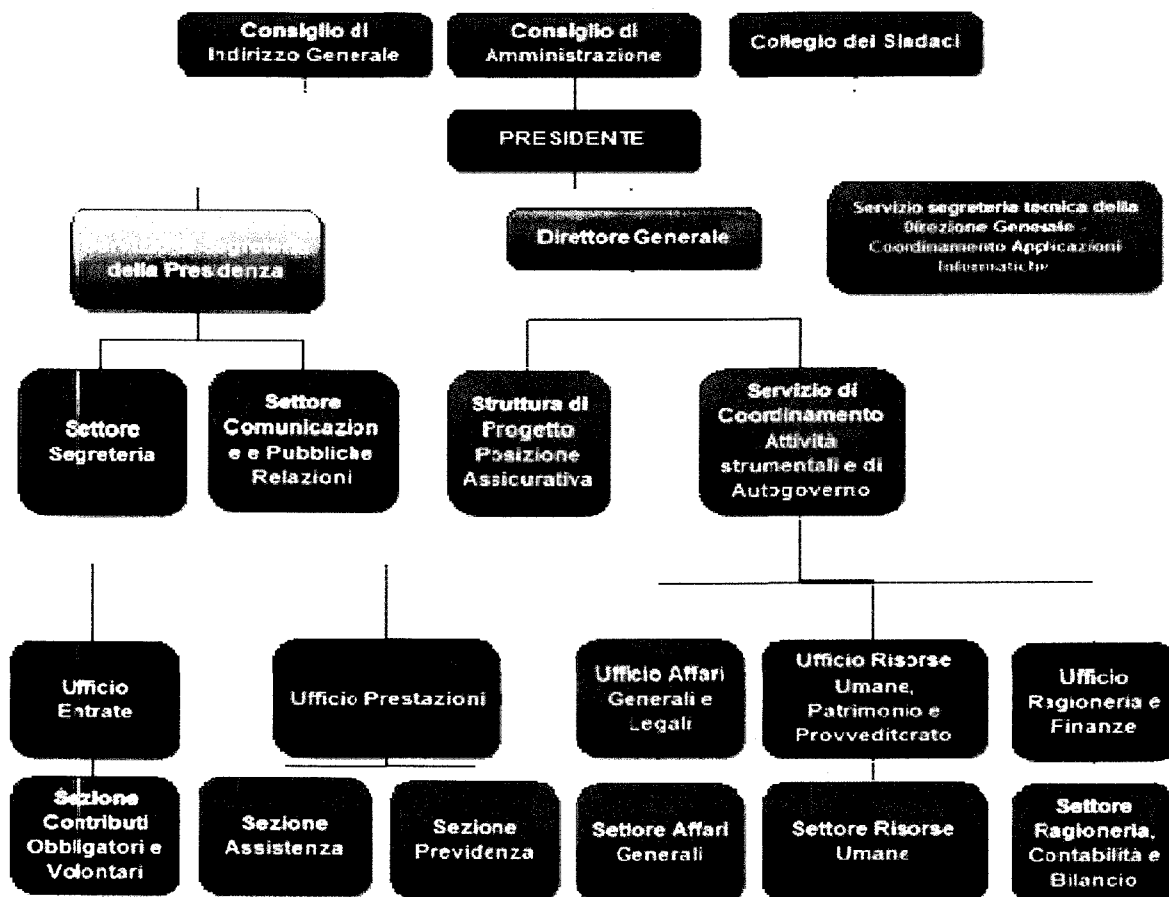 Consiglio di
Indirizzo Generale
Consiglio di
Amministrazione
Collegio dei Sindaci
PRESIDENTE
della Presidenza
Direttore Generale
Servizio segreteria tecnica della
Direzione Generale -
Coordinamento Applicazioni
Informatiche
Settore
Segreteria
Settore
Comunicazion
e e Pubbliche
Relazioni
Struttura di
Progetto
Posizione
Assicurativa
Servizio di
Coordinamento
Attività
strumentali e di
Autogoverno
Ufficio
Entrate
Ufficio Prestazioni
Ufficio Affari
Generali e
Legali
Ufficio Risorse
Umane,
Patrimonio e
Provveditorato
Ufficio
Ragioneria e
Finanze
Sezione
Contributi
Obbligatori e
Volontari
Sezione
Assistenza
Sezione
Previdenza
Settore Affari
Generali
Settore Risorse
Umane
Settore
Ragioneria,
Contabilità e
Bilancio